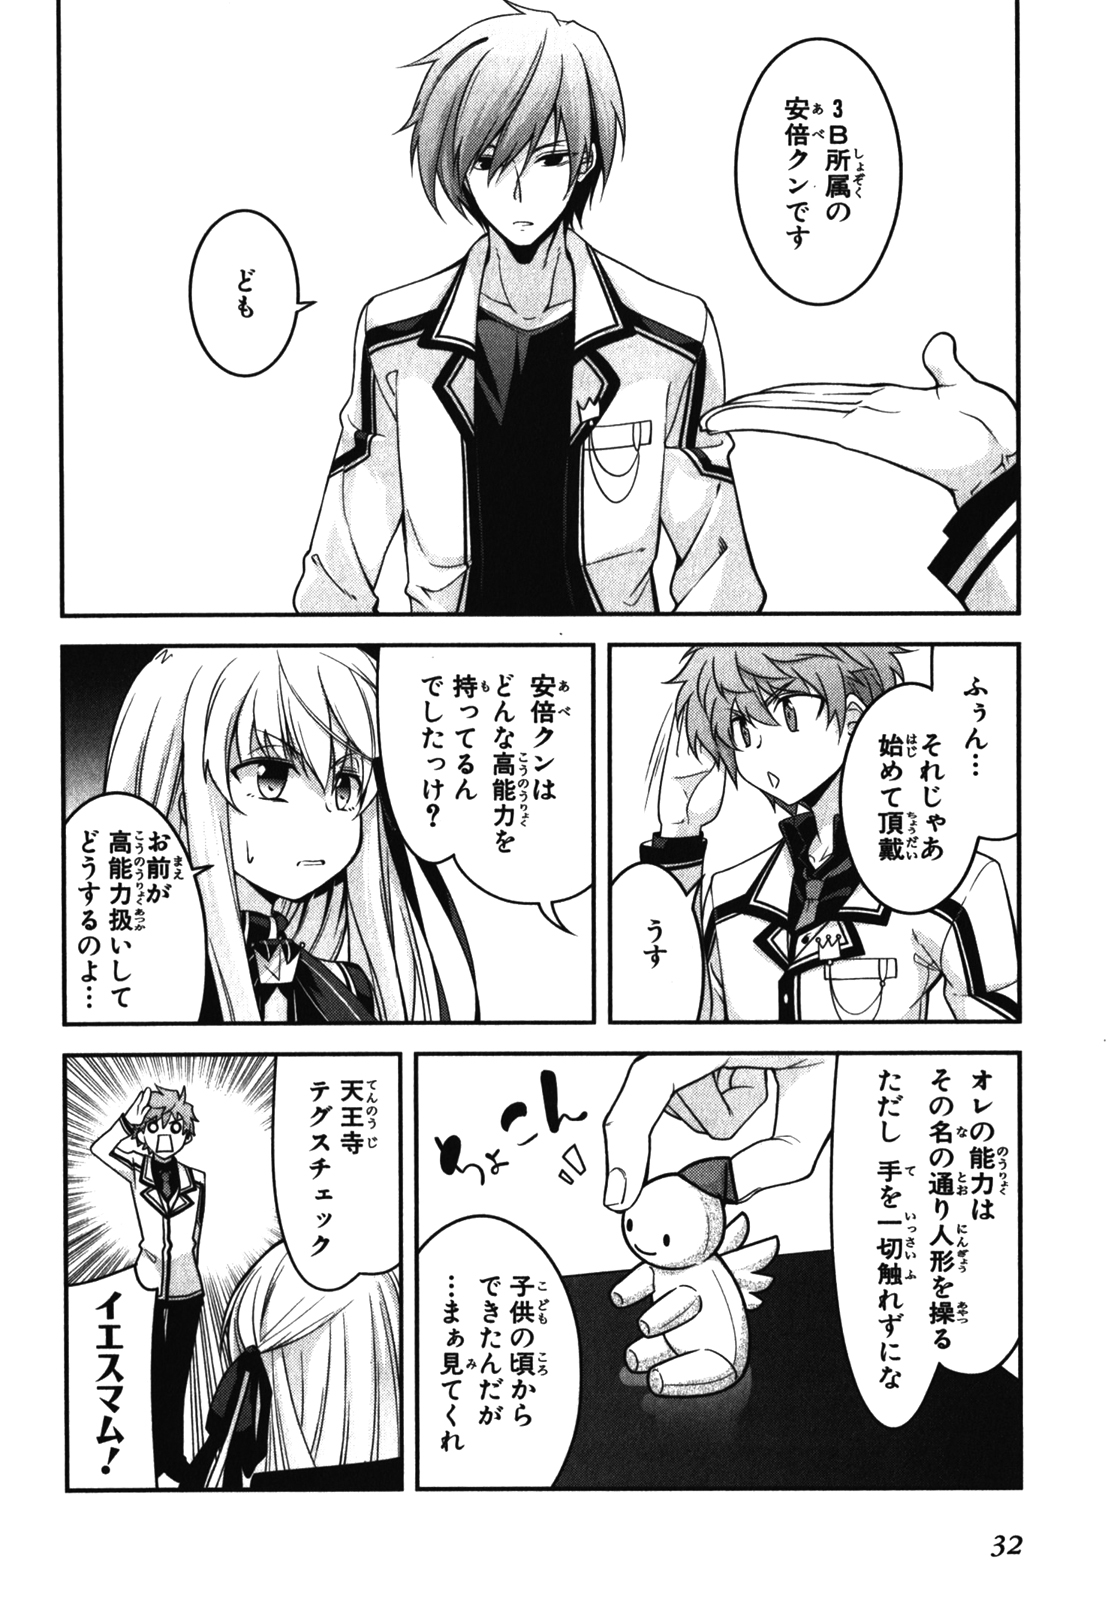 3B所属の
安倍クンです
ども
ふぅん…
それじゃあ
始めて頂戴
うす
安倍クンは
どんな高能力を
持ってるん
でしたっけ？
お前が
高能力扱いして
どうするのよ…
オレの能力は
その名の通り人形を操る
ただし 手を一切触れずにな
ちょこん
子供の頃から
できたんだが
…まぁ見てくれ
天王寺
テグスチェック
イエスマム！
32